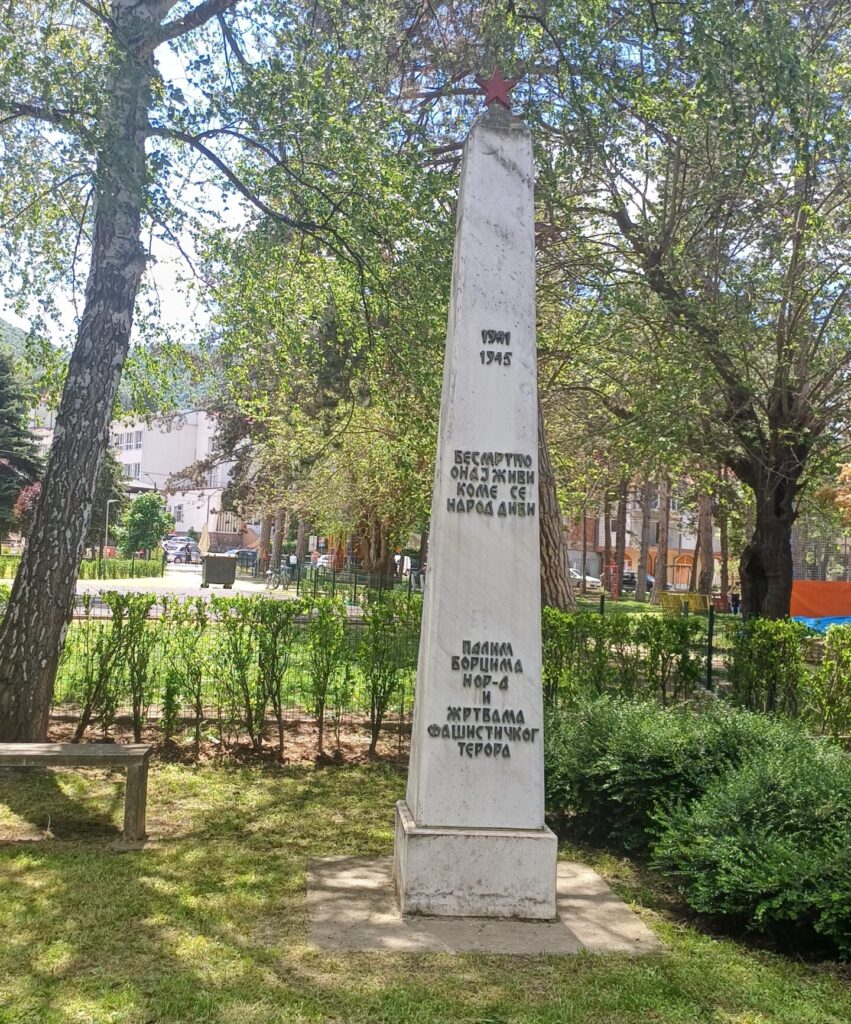 1941
1945
БЕСМРТНО
ОНАЈ ЖИВИ
КОМЕ СЕ
НАРОД ДИВИ
ПАЛИМ
БОРЦИМА
НОР-А
И
ЖРТВАМА
ФАШИСТИЧКОГ
ТЕРОРА